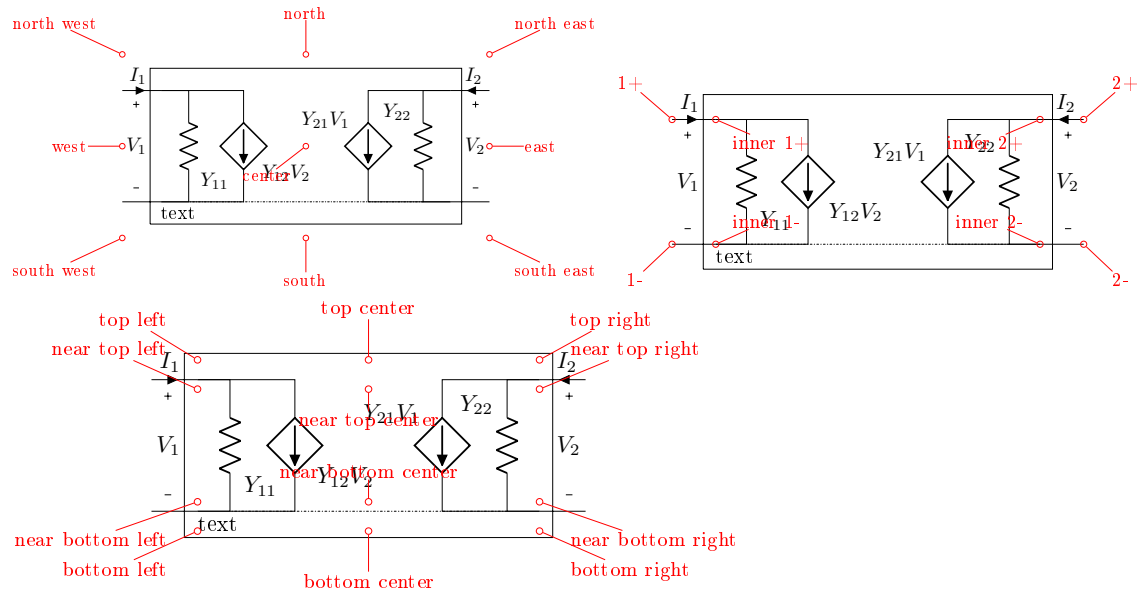 north west
north
north east
I₁
I₂
+
+
Y₂₁V₁
Y₂₂
west
V₁
V₂
east
Y₁₁
center
Y₁₂V₂
-
-
text
south west
south
south east
1+
2+
I₁
I₂
+
+
inner 1+
inner 2+
Y₂₁V₁
Y₂₂
V₁
V₂
Y₁₁
Y₁₂V₂
inner 1-
inner 2-
-
-
text
1-
2-
top left
top center
top right
near top left
near top right
I₁
I₂
+
+
Y₂₁V₁
Y₂₂
near top center
V₁
V₂
near bottom center
Y₁₁
Y₁₂V₂
-
-
text
near bottom left
near bottom right
bottom left
bottom center
bottom right